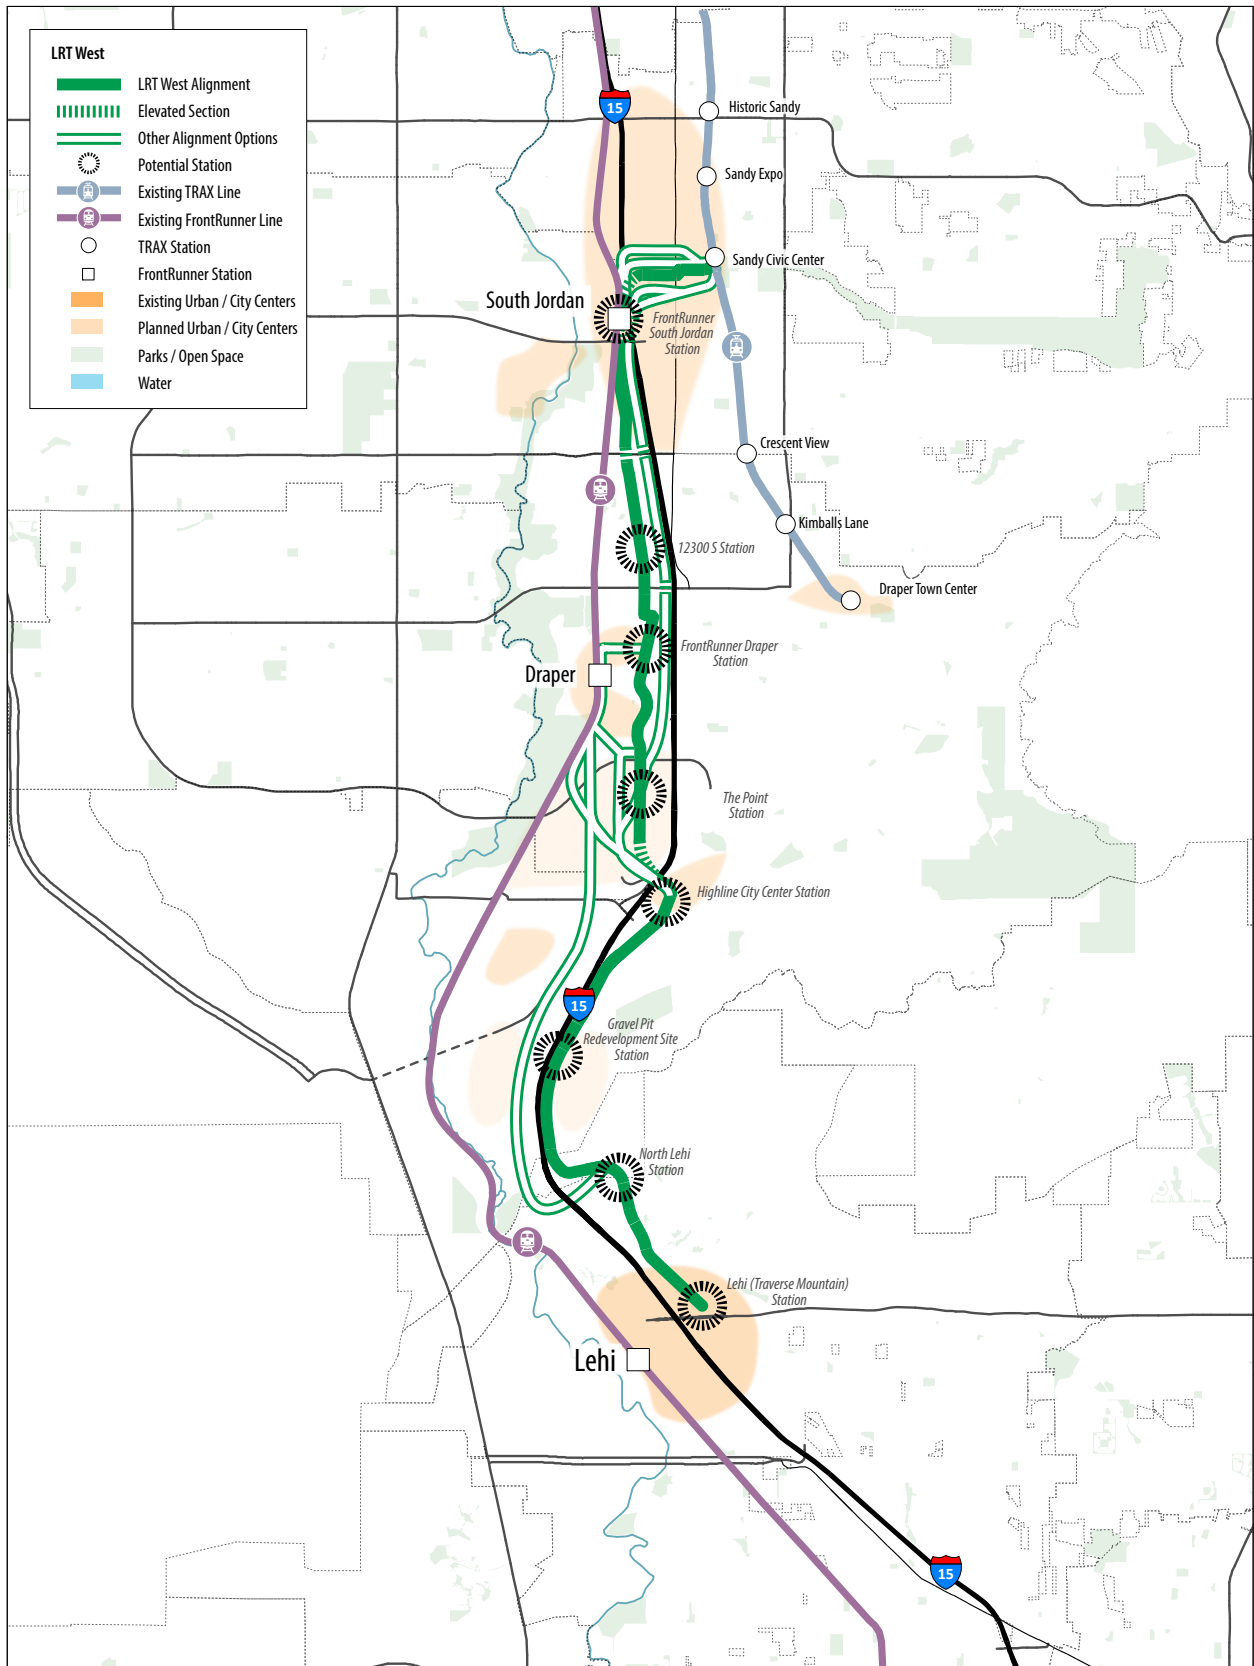 LRT West
LRT West Alignment
Elevated Section
Other Alignment Options
Potential Station
Existing TRAX Line
Existing FrontRunner Line
TRAX Station
FrontRunner Station
Existing Urban / City Centers
Planned Urban / City Centers
Parks / Open Space
Water
15
Historic Sandy
Sandy Expo
Sandy Civic Center
South Jordan
FrontRunner
South Jordan
Station
Crescent View
Kimballs Lane
12300 S Station
Draper Town Center
FrontRunner Draper
Station
Draper
The Point
Station
Highline City Center Station
15
Gravel Pit
Redevelopment Site
Station
North Lehi
Station
Lehi (Traverse Mountain)
Station
Lehi
15